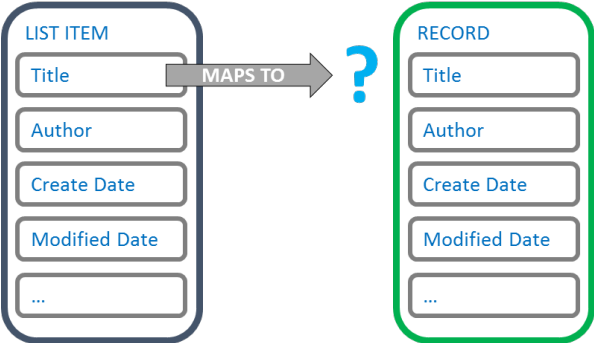 LIST ITEM
Title
Author
Create Date
Modified Date
...
MAPS TO
?
RECORD
Title
Author
Create Date
Modified Date
...